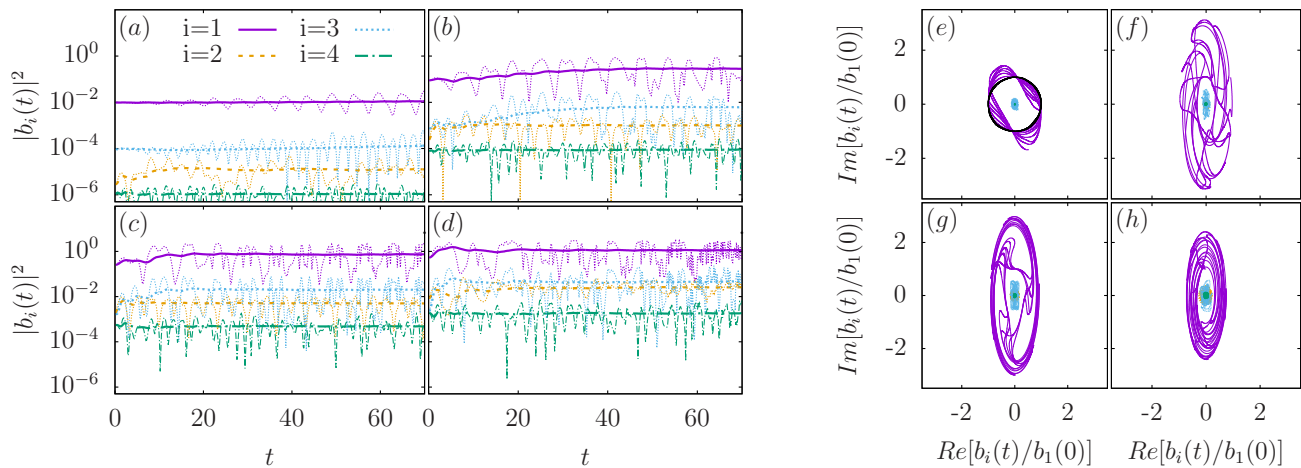 (a) i=1 i=3
i=2 i=4
(b)
(e)
(f)
|b_i(t)|^2
10^0
10^{-2}
10^{-4}
10^{-6}
Im[b_i(t)/b_1(0)]
2
0
-2
(c)
(d)
(g)
(h)
|b_i(t)|^2
10^0
10^{-2}
10^{-4}
10^{-6}
Im[b_i(t)/b_1(0)]
2
0
-2
0 20 40 60 0 20 40 60
-2 0 2 -2 0 2
t t
Re[b_i(t)/b_1(0)] Re[b_i(t)/b_1(0)]